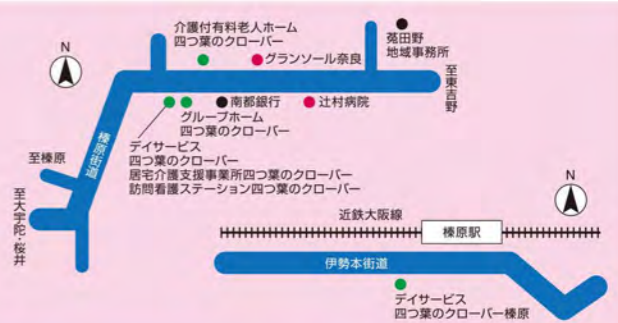 介護付有料老人ホーム
四つ葉のクローバー
グランソール奈良
菟田野
地域事務所
N
至東吉野
南都銀行
辻村病院
グループホーム
四つ葉のクローバー
デイサービス
四つ葉のクローバー
居宅介護支援事業所四つ葉のクローバー
訪問看護ステーション四つ葉のクローバー
榛原街道
至榛原
至大宇陀・桜井
N
近鉄大阪線
榛原駅
伊勢本街道
デイサービス
四つ葉のクローバー榛原